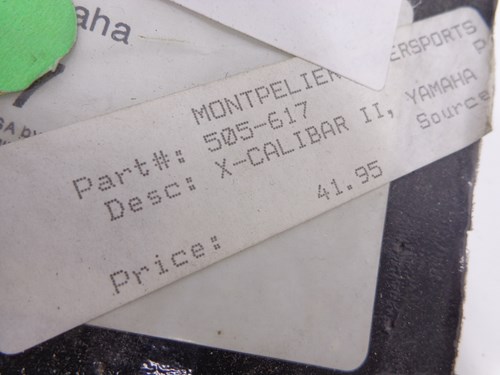 aha
MONTPELIER ERSPORTS
Part#: 505-617 P
Desc: X-CALIBAR II, YAMAHA
Source
Price: 41.95